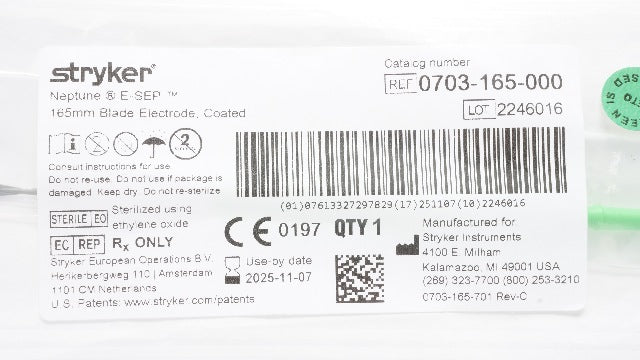 stryker®
Neptune ® E-SEP ™
165mm Blade Electrode, Coated
Catalog number
REF 0703-165-000
LOT 2246016
i
2
Consult instructions for use.
Do not re-use. Do not use if package is
damaged. Keep dry. Do not re-sterilize
(01)07613327297829(17)251107(10)2246016
STERILE EO
Sterilized using
ethylene oxide
EC REP Rx ONLY
Stryker European Operations B.V.
Herikerbergweg 110 | Amsterdam
1101 CM Netherlands
U.S. Patents: www.stryker.com/patents
CE 0197 QTY 1
Use-by date
2025-11-07
Manufactured for
Stryker Instruments
4100 E. Milham
Kalamazoo, MI 49001 USA
(269) 323-7700 (800) 253-3210
0703-165-701 Rev-C